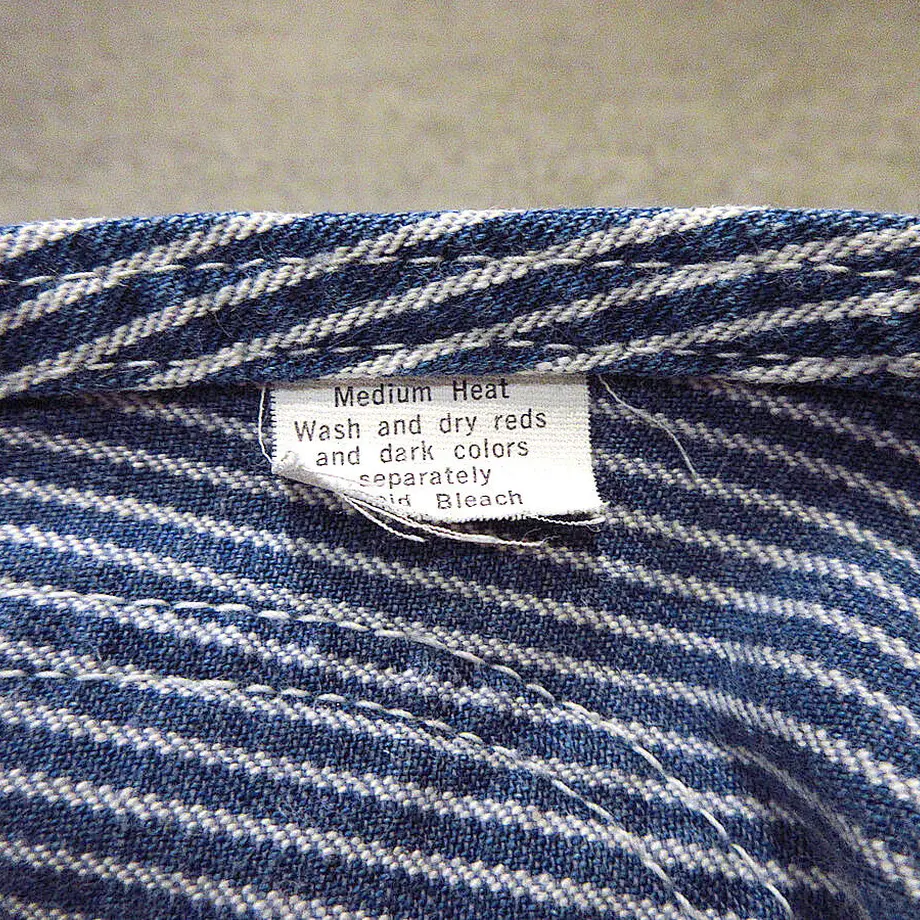 Medium Heat
Wash and dry reds
and dark colors
separately
Bleach